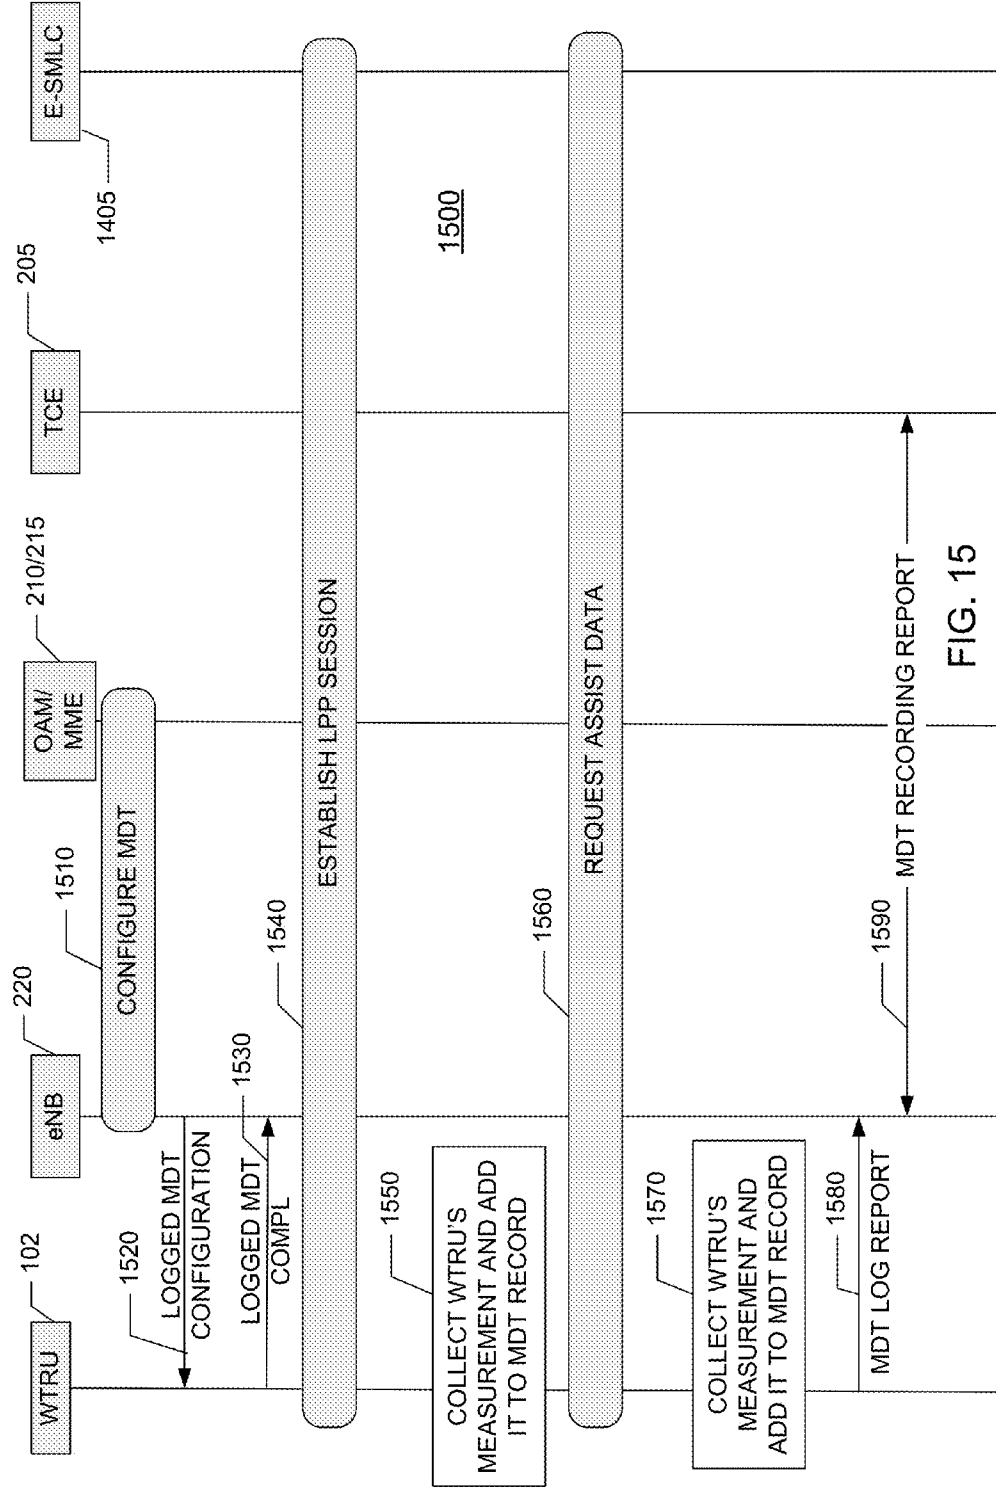 WTRU
102
eNB
220
OAM/
MME
210/215
TCE
205
E-SMLC
1405
1510
CONFIGURE MDT
1520
LOGGED MDT
CONFIGURATION
LOGGED MDT
COMPL
1530
1540
ESTABLISH LPP SESSION
1500
1550
COLLECT WTRU'S
MEASUREMENT AND ADD
IT TO MDT RECORD
1560
REQUEST ASSIST DATA
1570
COLLECT WTRU'S
MEASUREMENT AND
ADD IT TO MDT RECORD
1580
MDT LOG REPORT
1590
MDT RECORDING REPORT
FIG. 15